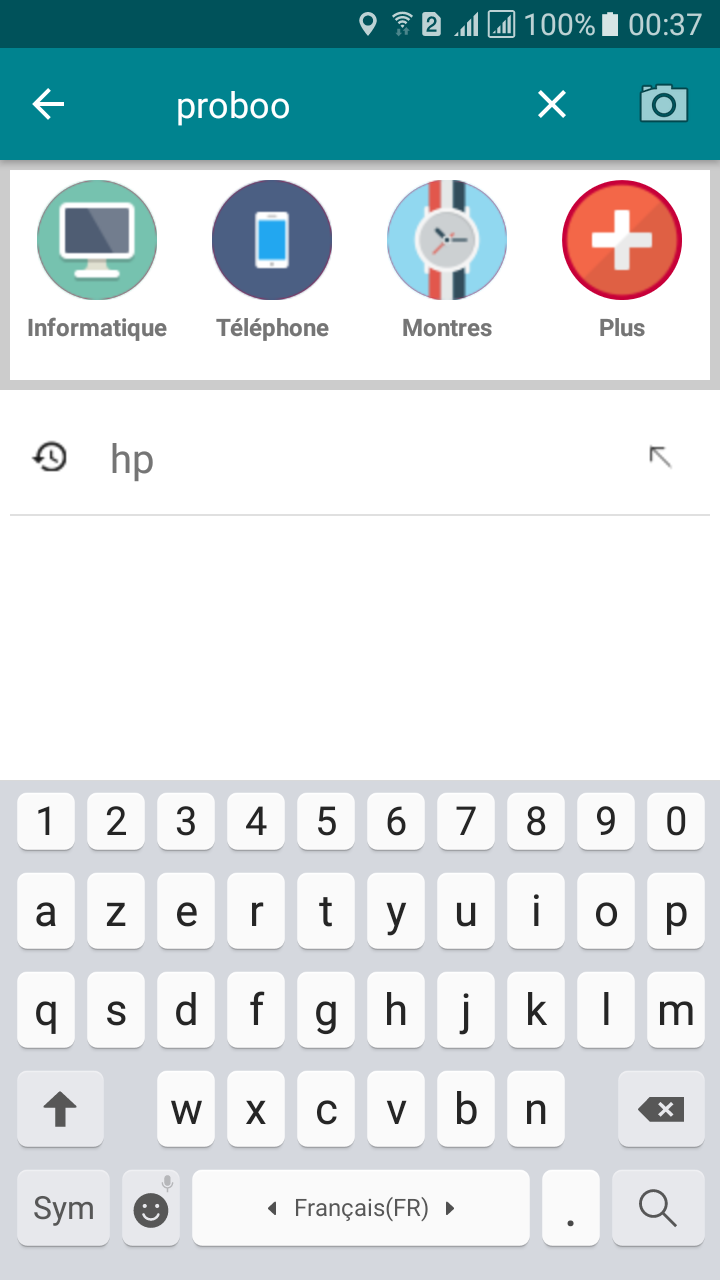 2 100% 00:37
proboo
Informatique Téléphone Montres Plus
hp
1 2 3 4 5 6 7 8 9 0
a z e r t y u i o p
q s d f g h j k l m
w x c v b n
Sym Français(FR) .